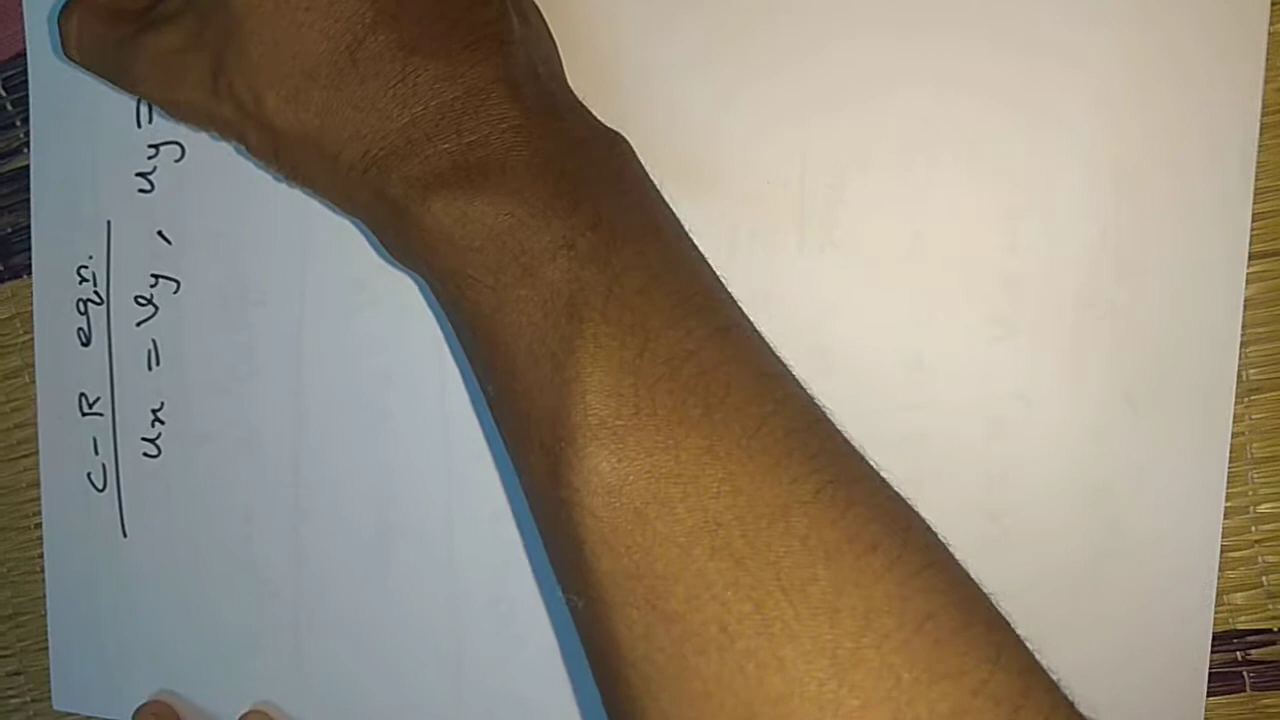 C-R eqn.
ux = vy, uy =